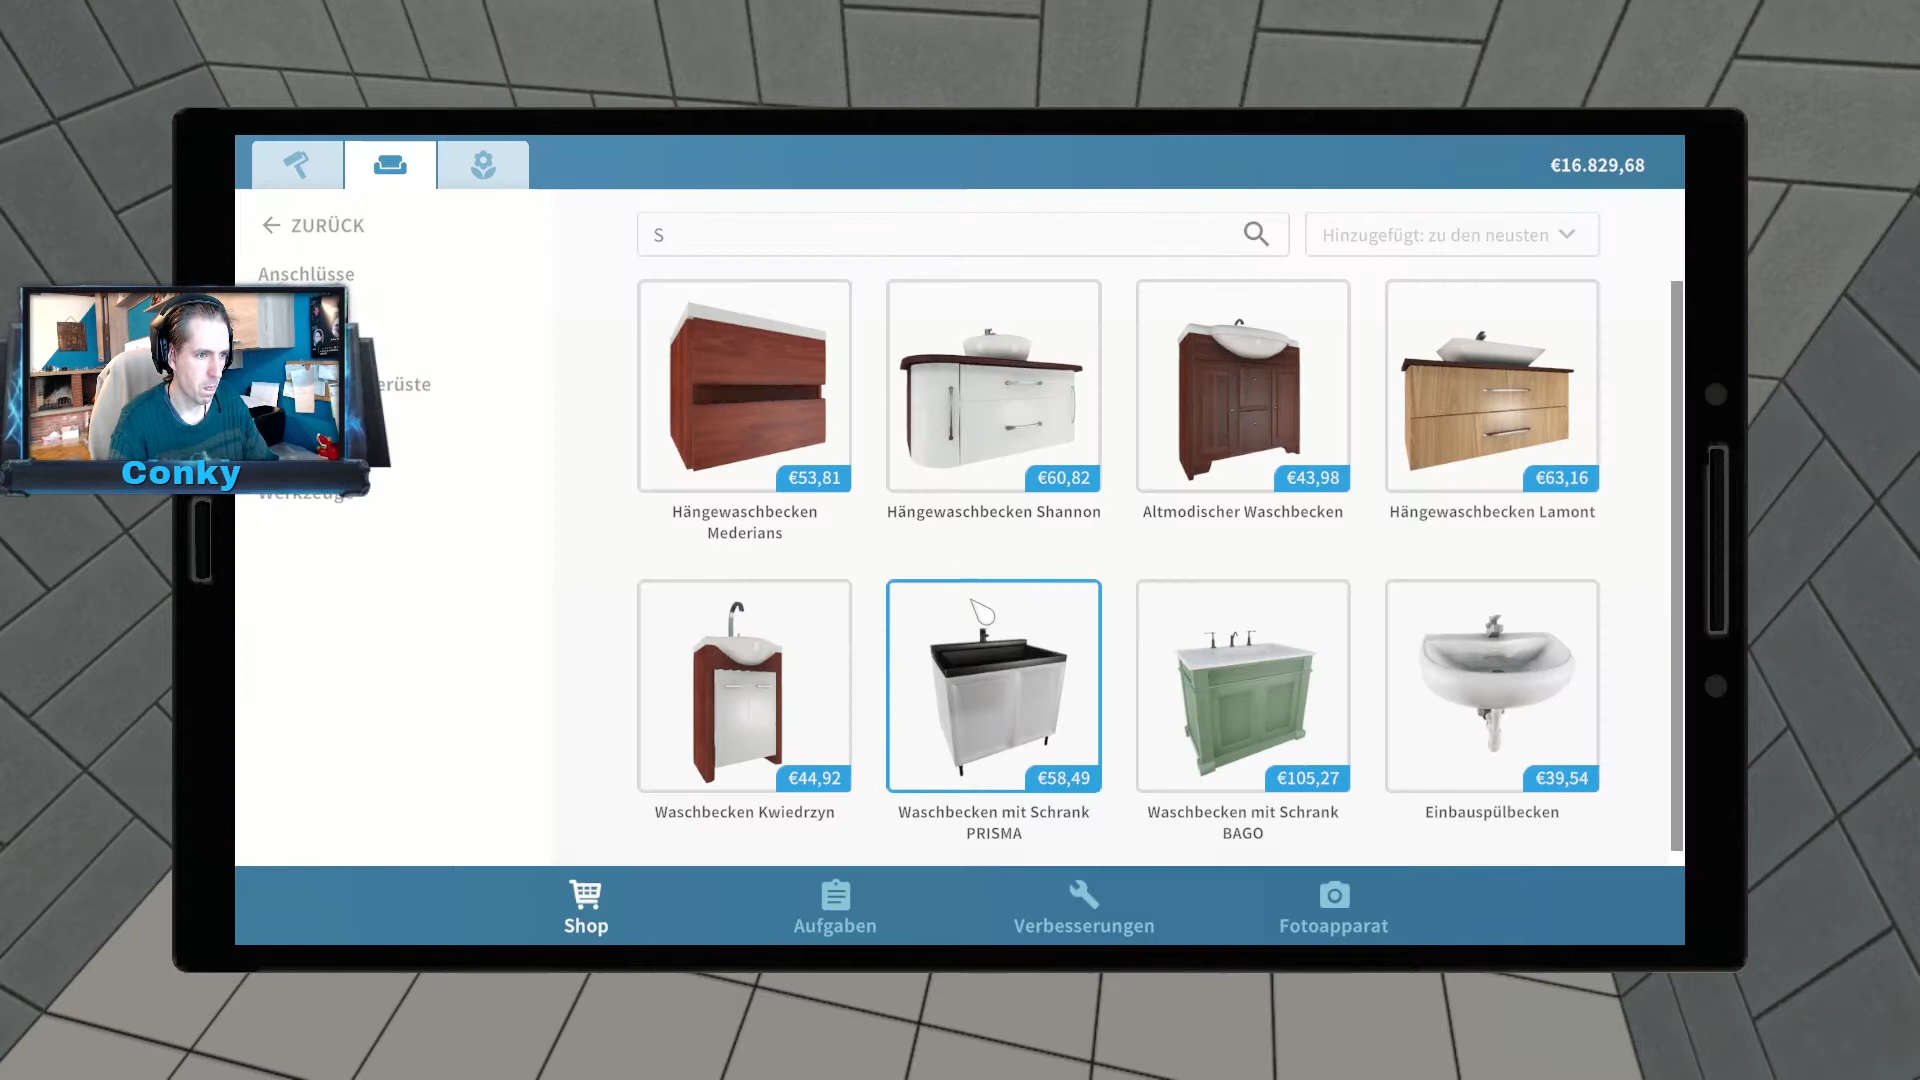 €16.829,68
ZURÜCK
S
Hinzugefügt: zu den neusten
Anschlüsse
erüste
Werkzeuge
Conky
€53,81
€60,82
€43,98
€63,16
Hängewaschbecken
Mederians
Hängewaschbecken Shannon
Altmodischer Waschbecken
Hängewaschbecken Lamont
€44,92
€58,49
€105,27
€39,54
Waschbecken Kwiedrzyn
Waschbecken mit Schrank
PRISMA
Waschbecken mit Schrank
BAGO
Einbauspülbecken
Shop
Aufgaben
Verbesserungen
Fotoapparat